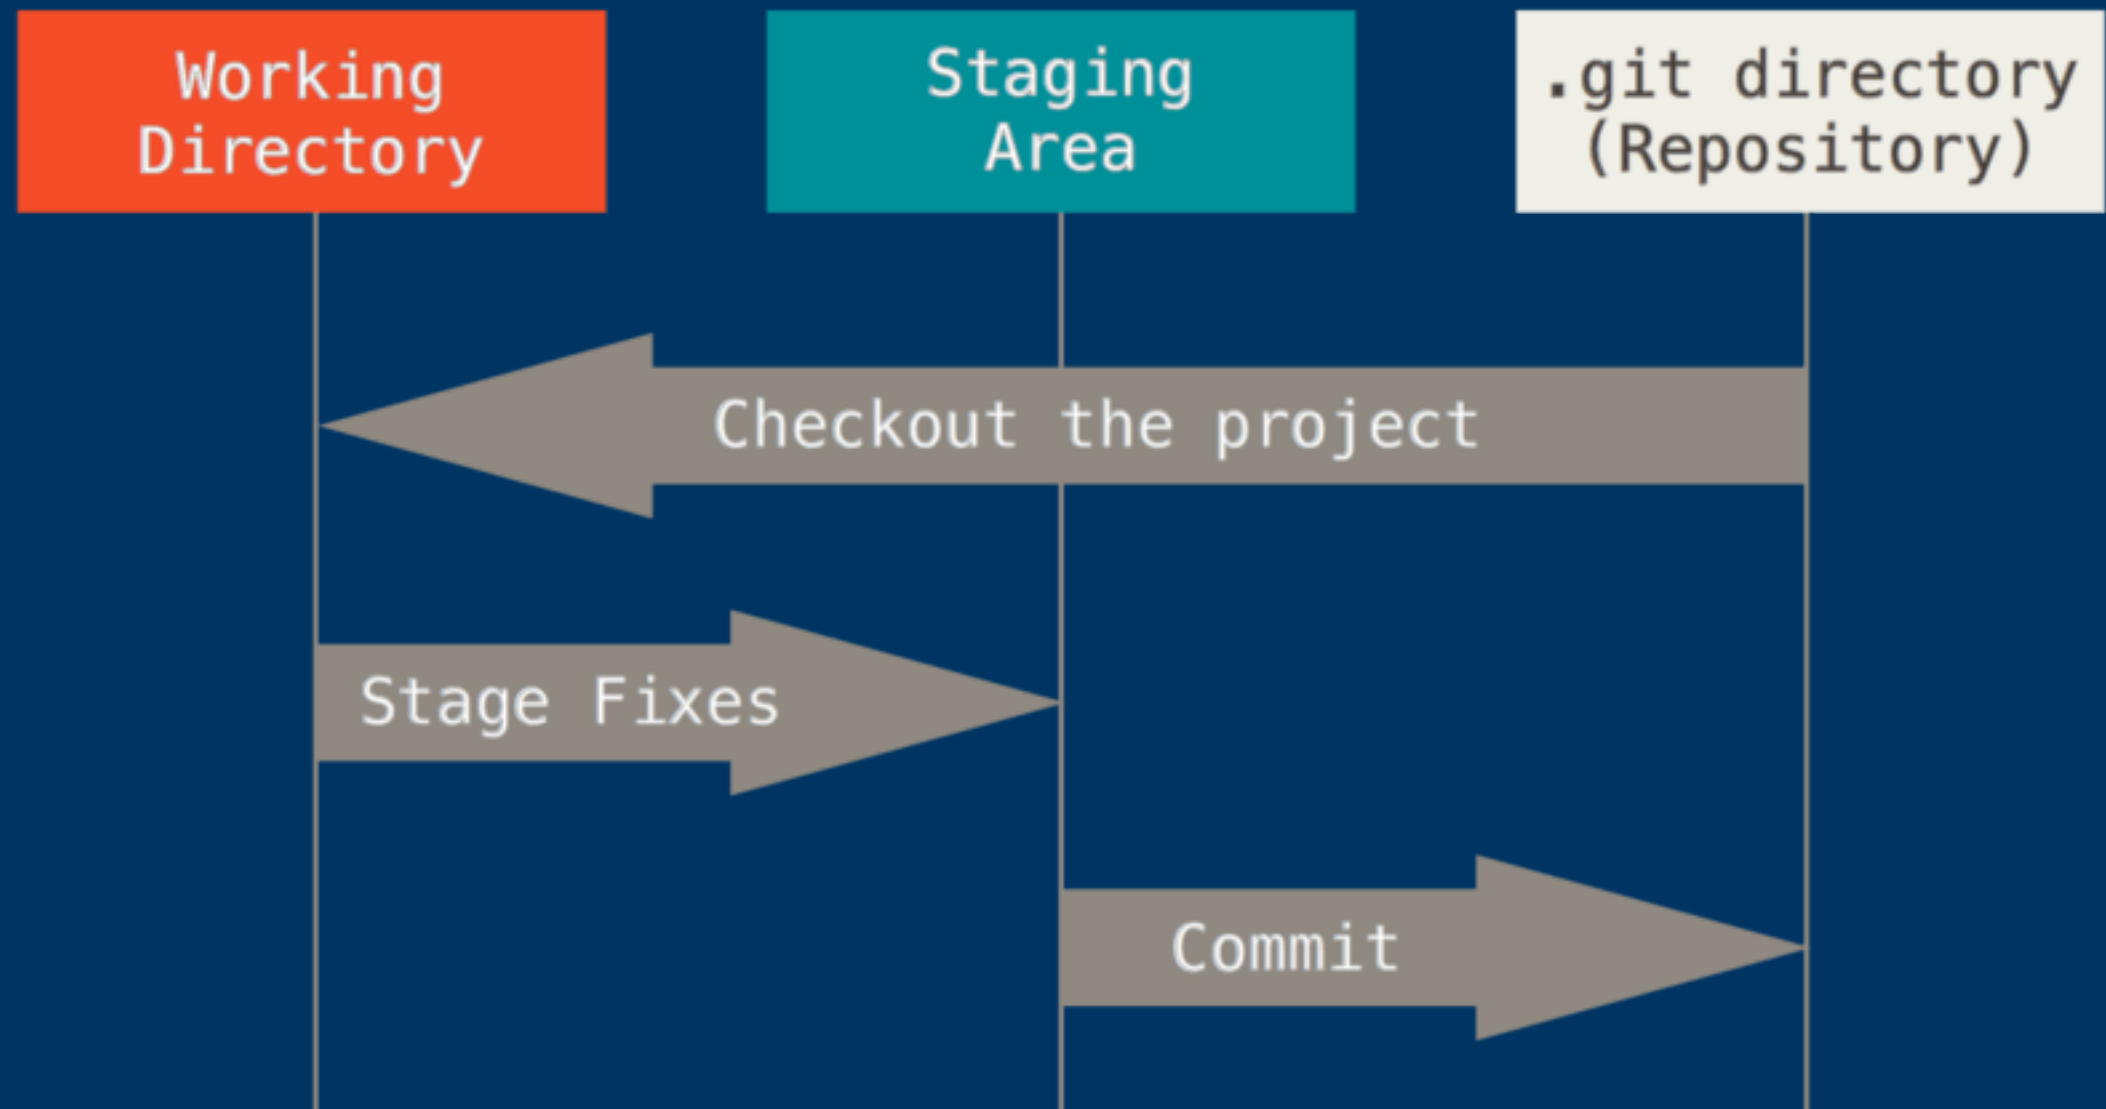 Working
Directory
Staging
Area
.git directory
(Repository)
Checkout the project
Stage Fixes
Commit